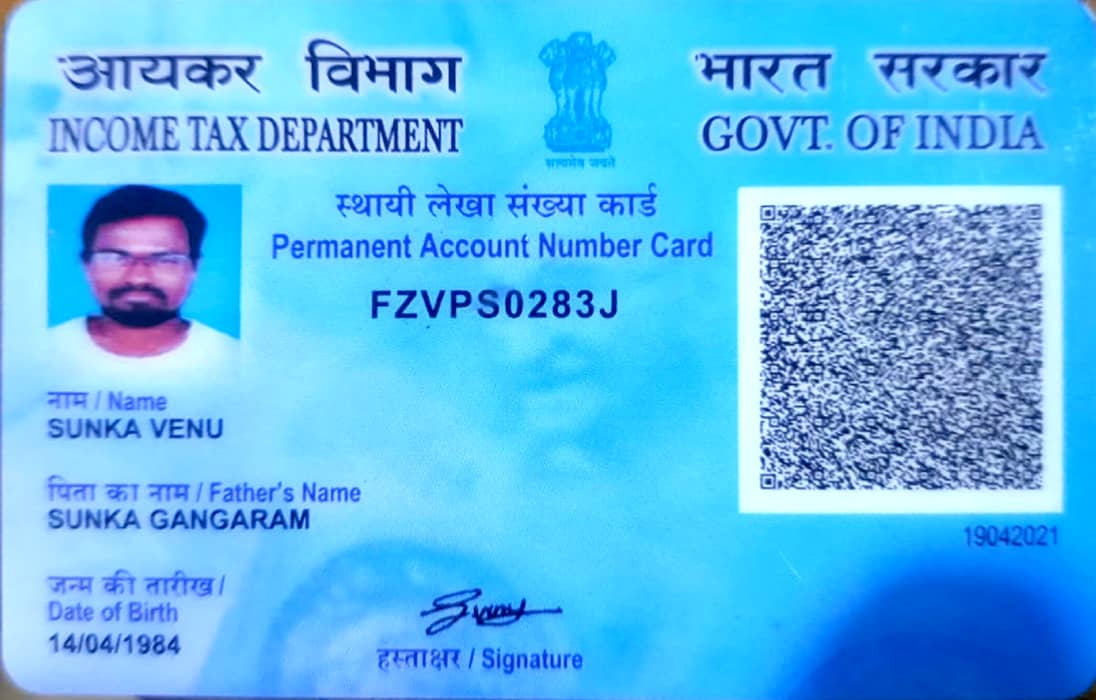 आयकर विभाग
INCOME TAX DEPARTMENT
सत्यमेव जयते
भारत सरकार
GOVT. OF INDIA
स्थायी लेखा संख्या कार्ड
Permanent Account Number Card
FZVPS0283J
नाम / Name
SUNKA VENU
पिता का नाम / Father's Name
SUNKA GANGARAM
जन्म की तारीख /
Date of Birth
14/04/1984
हस्ताक्षर / Signature
19042021